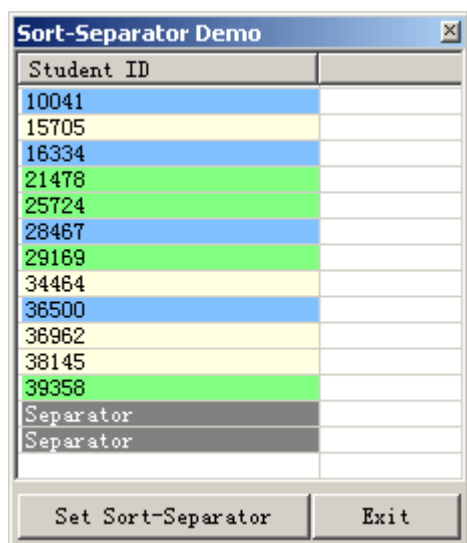 Sort-Separator Demo
Student ID
10041
15705
16334
21478
25724
28467
29169
34464
36500
36962
38145
39358
Separator
Separator
Set Sort-Separator Exit